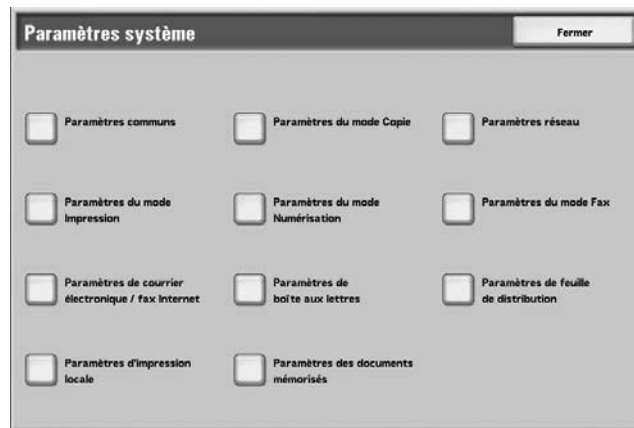 Paramètres système
Fermer
Paramètres communs
Paramètres du mode Copie
Paramètres réseau
Paramètres du mode
Impression
Paramètres du mode
Numérisation
Paramètres du mode Fax
Paramètres de courrier
électronique / fax Internet
Paramètres de
boîte aux lettres
Paramètres de feuille
de distribution
Paramètres d'impression
locale
Paramètres des documents
mémorisés